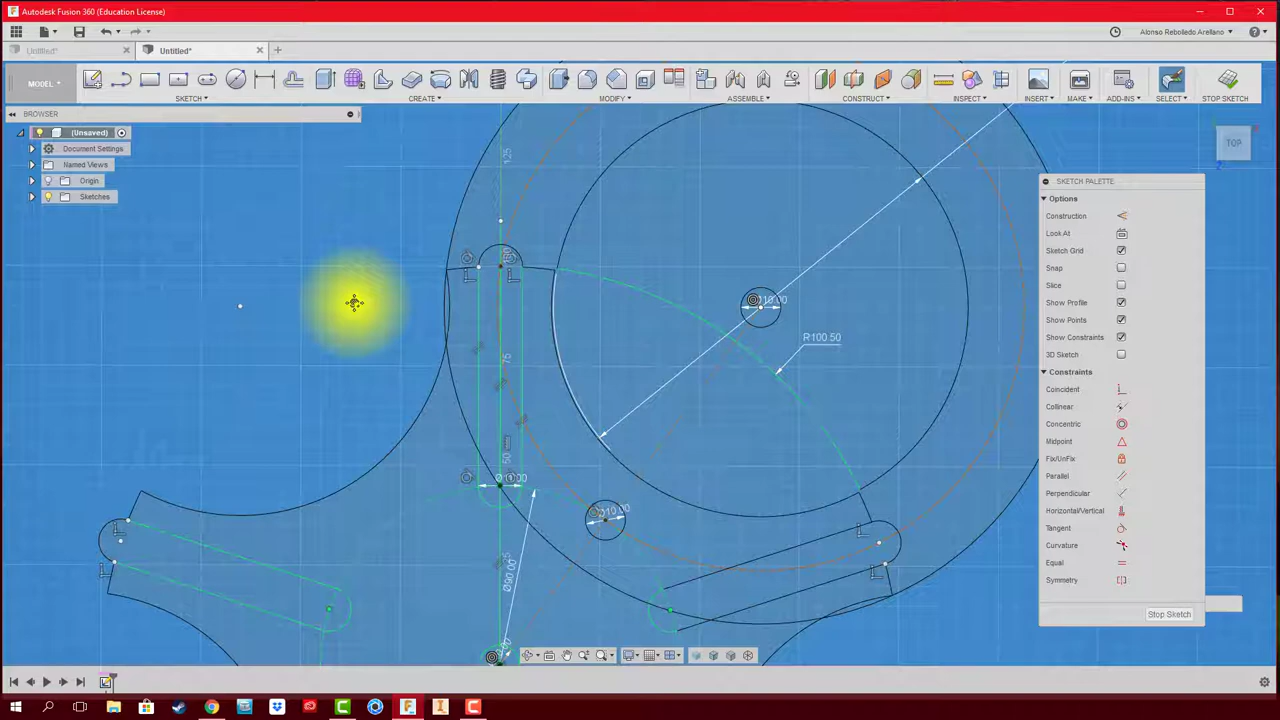 Autodesk Fusion 360 (Education License)
Alonso Rebolledo Arellano
Untitled*
Untitled*
MODEL
SKETCH
CREATE
MODIFY
ASSEMBLE
CONSTRUCT
INSPECT
INSERT
MAKE
ADD-INS
SELECT
STOP SKETCH
BROWSER
(Unsaved)
Document Settings
Named Views
Origin
Sketches
TOP
SKETCH PALETTE
Options
Construction
Look At
Sketch Grid
Snap
Slice
Show Profile
Show Points
Show Constraints
3D Sketch
Constraints
Coincident
Collinear
Concentric
Midpoint
Fix/UnFix
Parallel
Perpendicular
Horizontal/Vertical
Tangent
Curvature
Equal
Symmetry
Stop Sketch
125
R100.50
75
50
Ø90.00